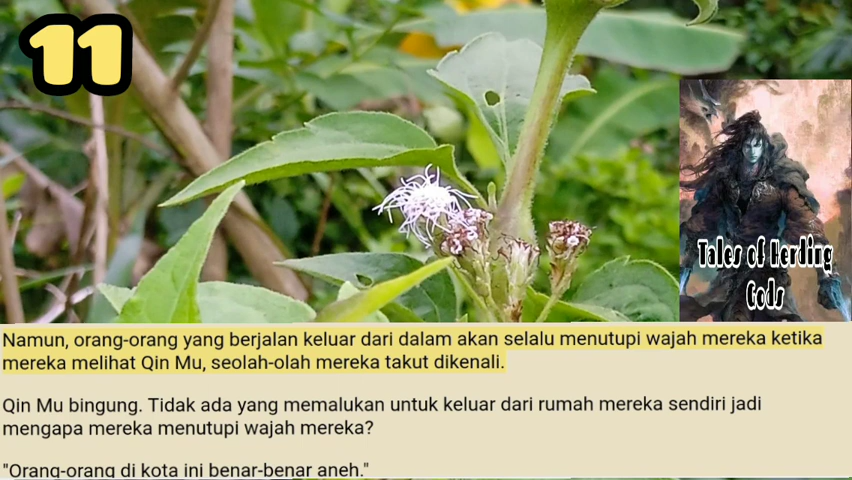 11
Tales of Herding
Gods
Namun, orang-orang yang berjalan keluar dari dalam akan selalu menutupi wajah mereka ketika
mereka melihat Qin Mu, seolah-olah mereka takut dikenali.
Qin Mu bingung. Tidak ada yang memalukan untuk keluar dari rumah mereka sendiri jadi
mengapa mereka menutupi wajah mereka?
"Orang-orang di kota ini benar-benar aneh."